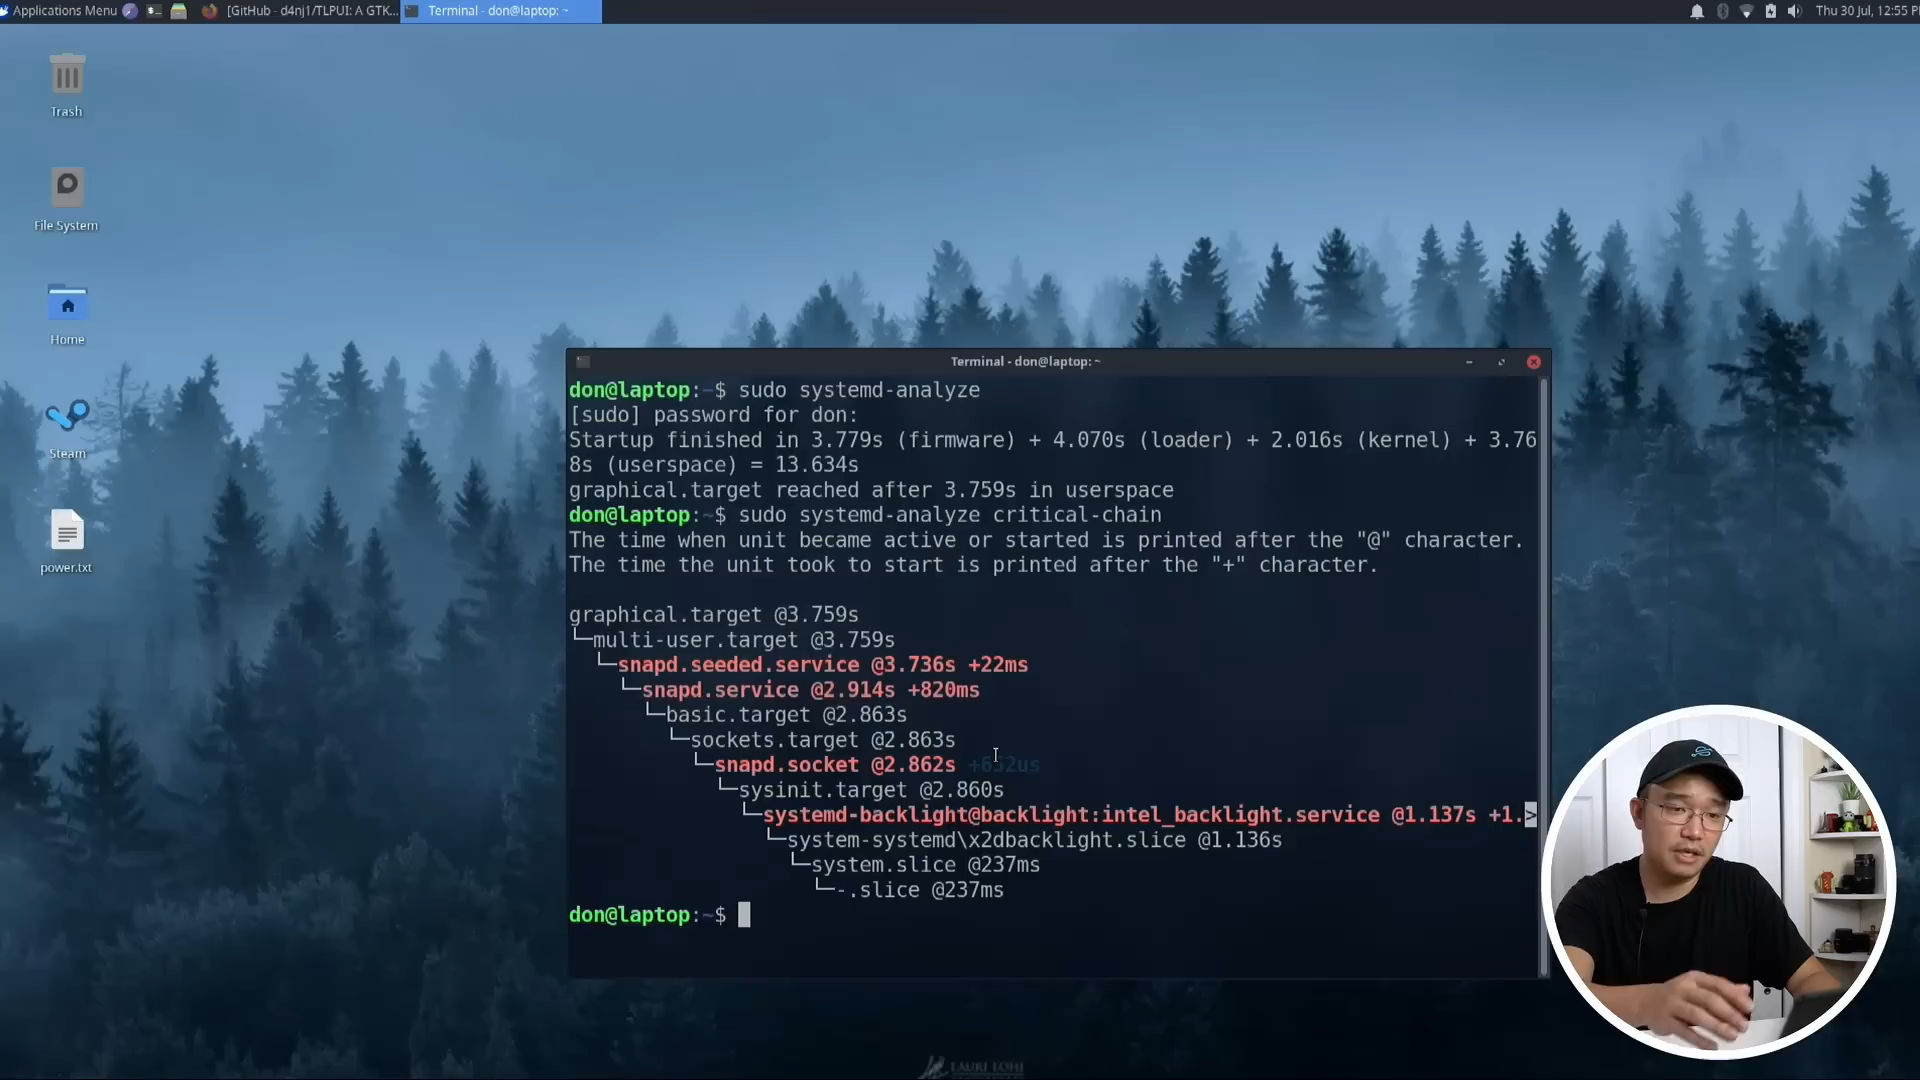 Applications Menu
[GitHub - d4nj1/TLPUI: A GTK...
Terminal - don@laptop: ~
Thu 30 Jul, 12:55
Trash
File System
Home
Steam
power.txt
Terminal - don@laptop: ~
don@laptop:~$ sudo systemd-analyze
[sudo] password for don:
Startup finished in 3.779s (firmware) + 4.070s (loader) + 2.016s (kernel) + 3.76
8s (userspace) = 13.634s
graphical.target reached after 3.759s in userspace
don@laptop:~$ sudo systemd-analyze critical-chain
The time when unit became active or started is printed after the "@" character.
The time the unit took to start is printed after the "+" character.
graphical.target @3.759s
└─multi-user.target @3.759s
└─snapd.seeded.service @3.736s +22ms
└─snapd.service @2.914s +820ms
└─basic.target @2.863s
└─sockets.target @2.863s
└─snapd.socket @2.862s
└─sysinit.target @2.860s
└─systemd-backlight@backlight:intel_backlight.service @1.137s +1.>
└─system-systemd\x2dbacklight.slice @1.136s
└─system.slice @237ms
└─-.slice @237ms
don@laptop:~$
LAURI LOHI